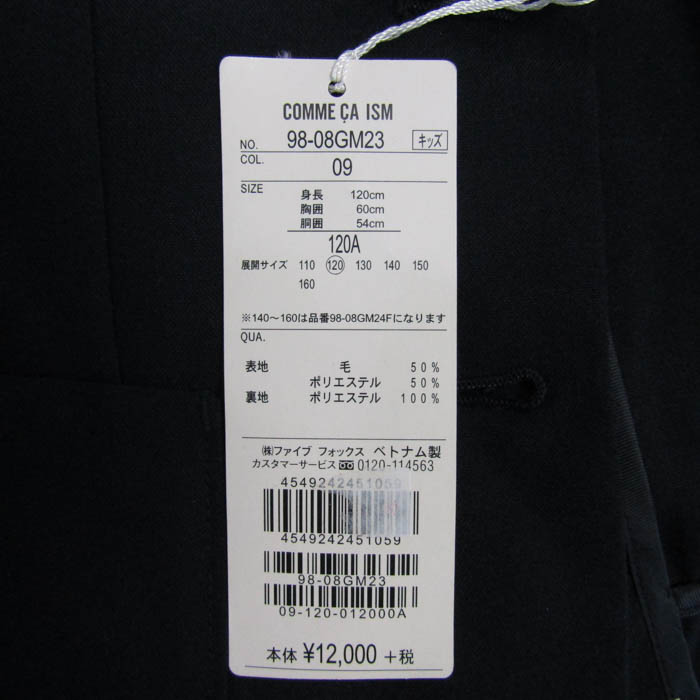 COMME ÇA ISM
NO. 98-08GM23 キッズ
COL. 09
SIZE 身長 120cm
胸囲 60cm
胴囲 54cm
120A
展開サイズ 110 120 130 140 150
160
※140～160は品番98-08GM24Fになります
QUA.
表地 毛 50%
ポリエステル 50%
裏地 ポリエステル 100%
㈱ファイブ フォックス ベトナム製
カスタマーサービス 0120-114563
4549242451059
4549242451059
98-08GM23
09-120-012000A
本体 ¥12,000 +税